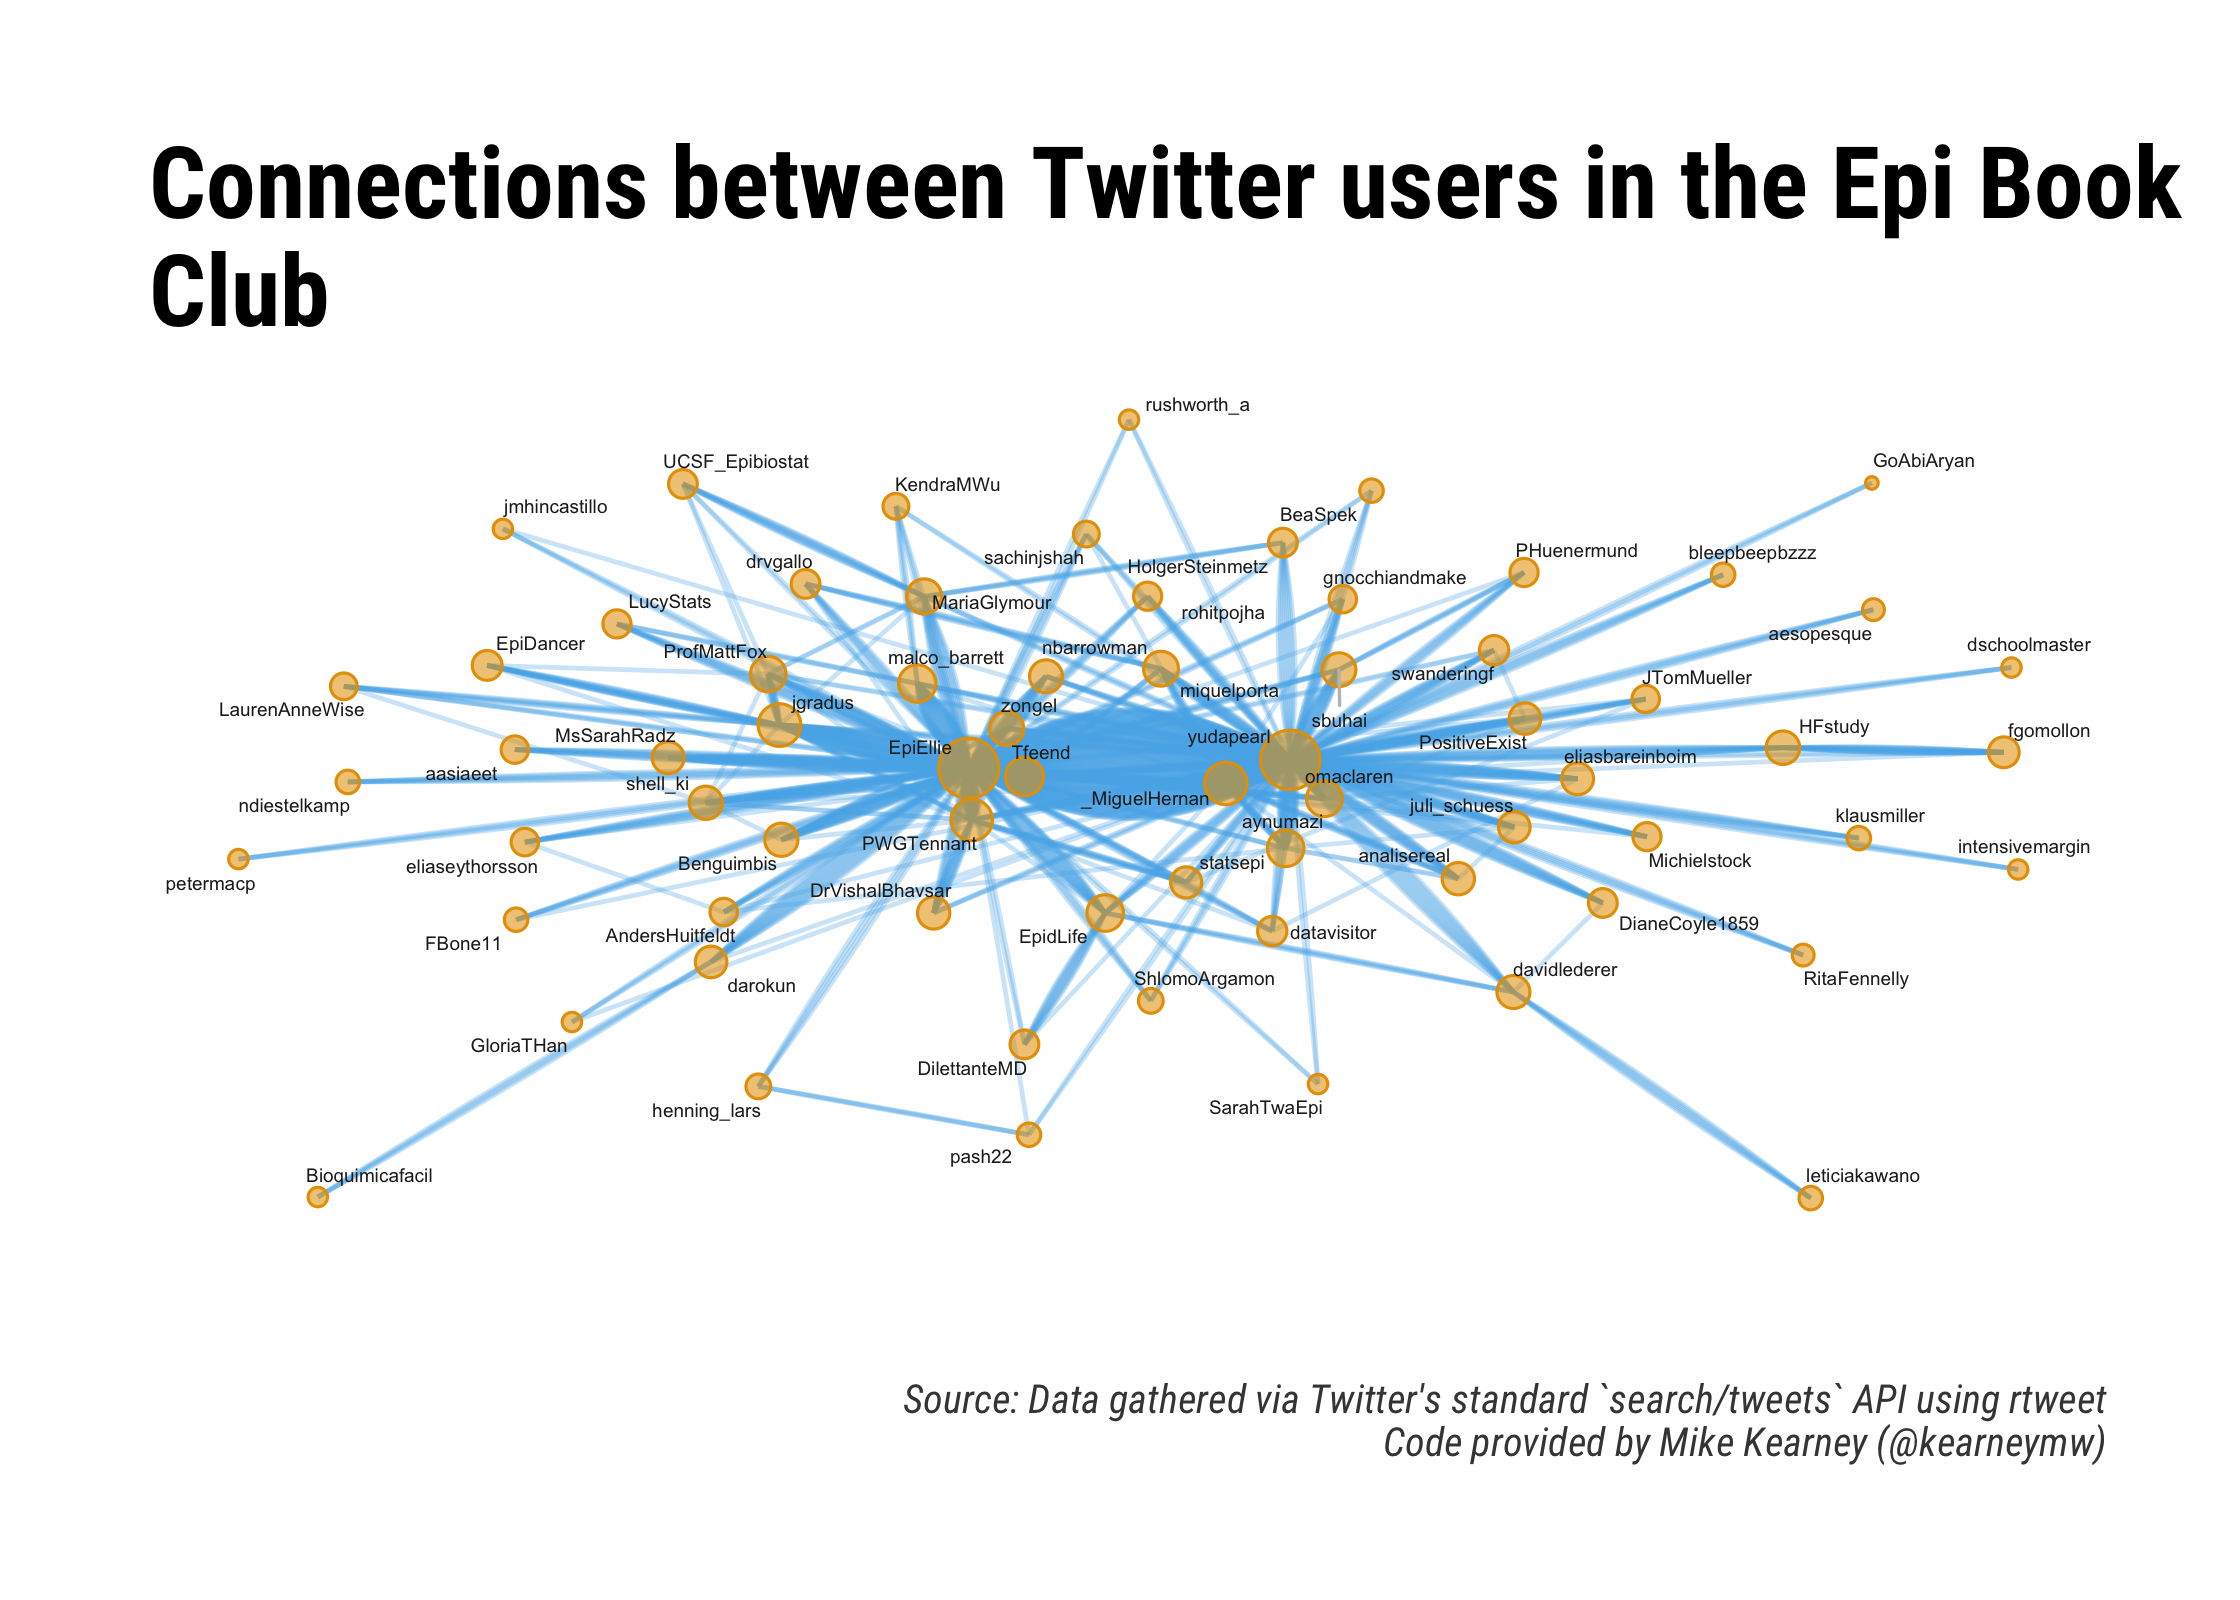 Connections between Twitter users in the Epi Book
Club
rushworth_a
UCSF_Epibiostat
GoAbiAryan
KendraMWu
jmhincastillo
BeaSpek
PHuenermund
bleepbeepbzzz
drvgallo
sachinjshah
HolgerSteinmetz
gnocchiandmake
LucyStats
MariaGlymour
rohitpojha
aesopesque
EpiDancer
ProfMattFox
malco_barrett
nbarrowman
dschoolmaster
swanderingf
JTomMueller
miquelporta
LaurenAnneWise
jgradus
zongel
sbuhai
HFstudy
fgomollon
MsSarahRadz
EpiEllie
yudapearl
PositiveExist
Tfeend
eliasbareinboim
aasiaeet
omaclaren
shell_ki
_MiguelHernan
ndiestelkamp
juli_schuess
klausmiller
aynumazi
PWGTennant
intensivemargin
analisereal
Michielstock
statsepi
Benguimbis
eliaseythorsson
petermacp
DrVishalBhavsar
DianeCoyle1859
datavisitor
AndersHuitfeldt
EpidLife
FBone11
davidlederer
ShlomoArgamon
RitaFennelly
darokun
GloriaTHan
DilettanteMD
SarahTwaEpi
henning_lars
pash22
Bioquimicafacil
leticiakawano
Source: Data gathered via Twitter's standard `search/tweets` API using rtweet
Code provided by Mike Kearney (@kearneymw)